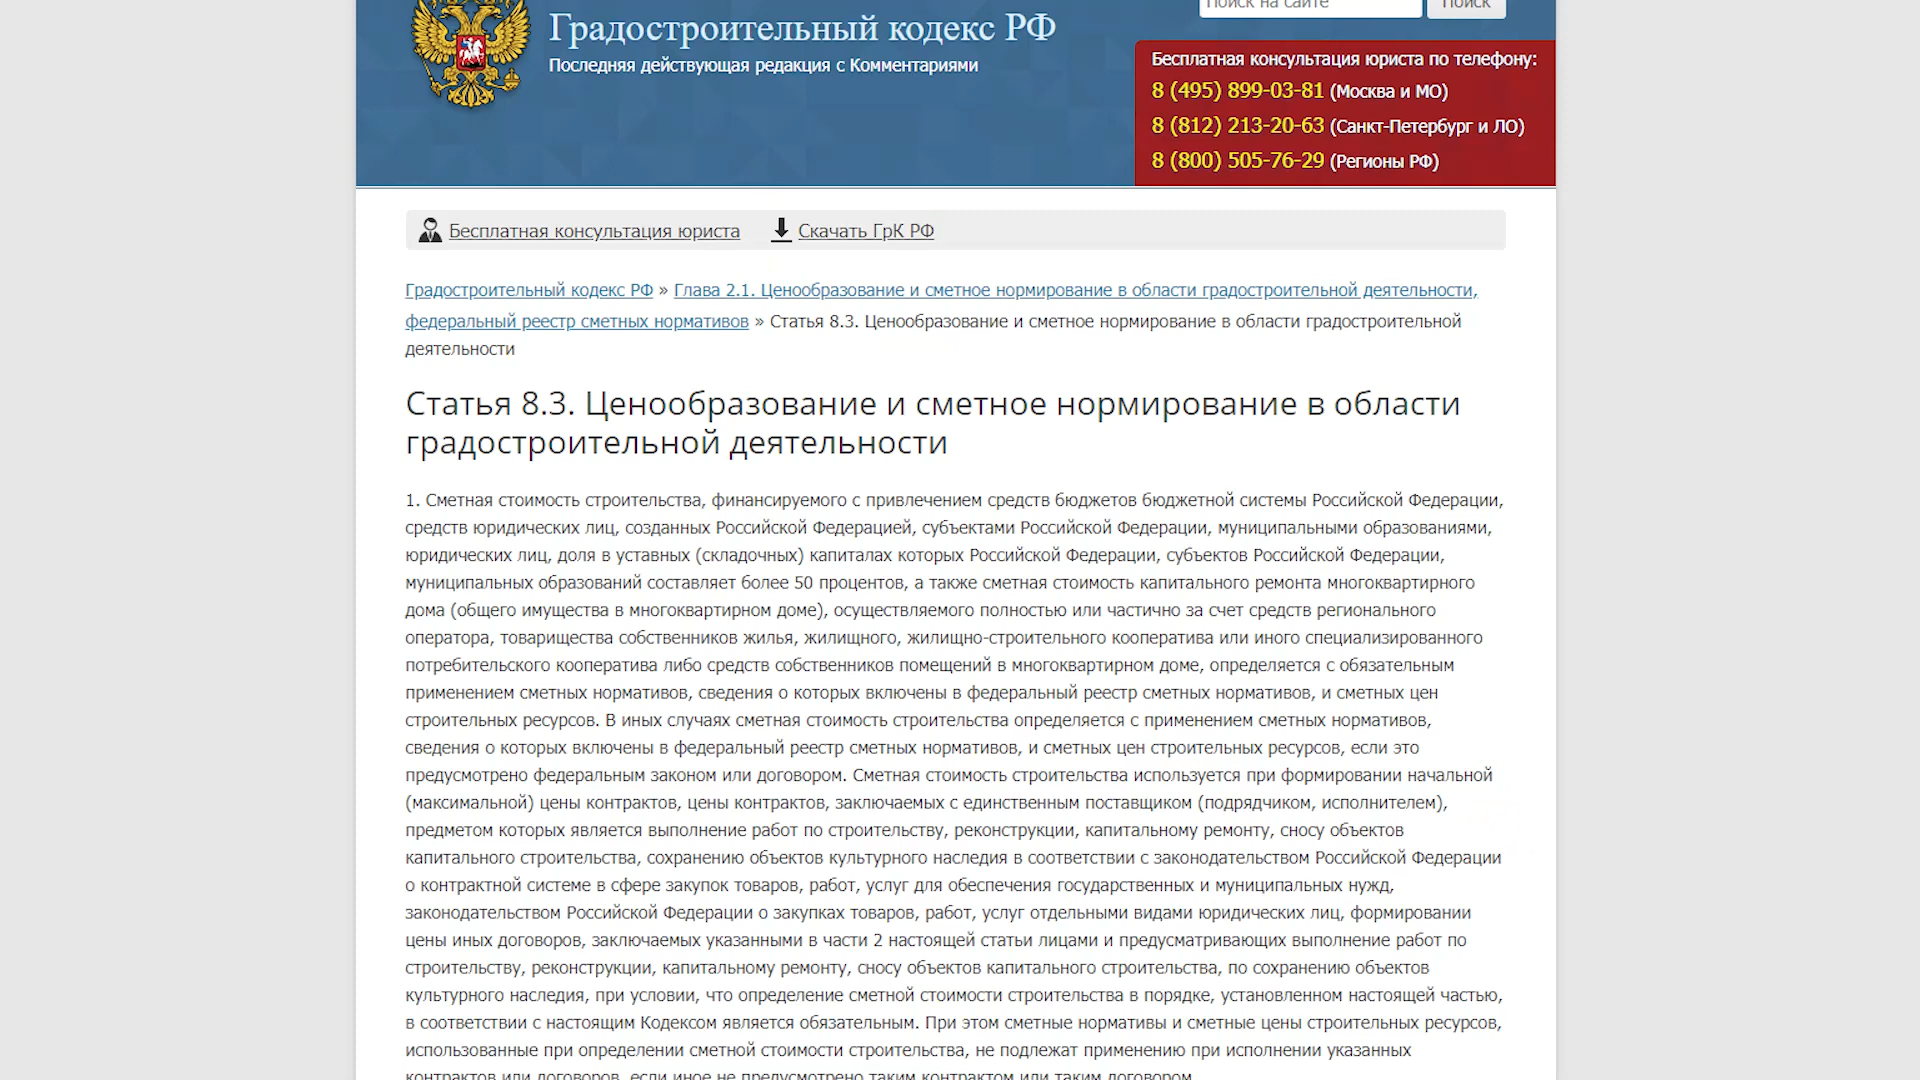 Градостроительный кодекс РФ
Последняя действующая редакция с Комментариями
Поиск на сайте
Поиск
Бесплатная консультация юриста по телефону:
8 (495) 899-03-81 (Москва и МО)
8 (812) 213-20-63 (Санкт-Петербург и ЛО)
8 (800) 505-76-29 (Регионы РФ)
Бесплатная консультация юриста
Скачать ГрК РФ
Градостроительный кодекс РФ » Глава 2.1. Ценообразование и сметное нормирование в области градостроительной деятельности,
федеральный реестр сметных нормативов » Статья 8.3. Ценообразование и сметное нормирование в области градостроительной
деятельности
Статья 8.3. Ценообразование и сметное нормирование в области
градостроительной деятельности
1. Сметная стоимость строительства, финансируемого с привлечением средств бюджетов бюджетной системы Российской Федерации,
средств юридических лиц, созданных Российской Федерацией, субъектами Российской Федерации, муниципальными образованиями,
юридических лиц, доля в уставных (складочных) капиталах которых Российской Федерации, субъектов Российской Федерации,
муниципальных образований составляет более 50 процентов, а также сметная стоимость капитального ремонта многоквартирного
дома (общего имущества в многоквартирном доме), осуществляемого полностью или частично за счет средств регионального
оператора, товарищества собственников жилья, жилищного, жилищно-строительного кооператива или иного специализированного
потребительского кооператива либо средств собственников помещений в многоквартирном доме, определяется с обязательным
применением сметных нормативов, сведения о которых включены в федеральный реестр сметных нормативов, и сметных цен
строительных ресурсов. В иных случаях сметная стоимость строительства определяется с применением сметных нормативов,
сведения о которых включены в федеральный реестр сметных нормативов, и сметных цен строительных ресурсов, если это
предусмотрено федеральным законом или договором. Сметная стоимость строительства используется при формировании начальной
(максимальной) цены контрактов, цены контрактов, заключаемых с единственным поставщиком (подрядчиком, исполнителем),
предметом которых является выполнение работ по строительству, реконструкции, капитальному ремонту, сносу объектов
капитального строительства, сохранению объектов культурного наследия в соответствии с законодательством Российской Федерации
о контрактной системе в сфере закупок товаров, работ, услуг для обеспечения государственных и муниципальных нужд,
законодательством Российской Федерации о закупках товаров, работ, услуг отдельными видами юридических лиц, формировании
цены иных договоров, заключаемых указанными в части 2 настоящей статьи лицами и предусматривающих выполнение работ по
строительству, реконструкции, капитальному ремонту, сносу объектов капитального строительства, по сохранению объектов
культурного наследия, при условии, что определение сметной стоимости строительства в порядке, установленном настоящей частью,
в соответствии с настоящим Кодексом является обязательным. При этом сметные нормативы и сметные цены строительных ресурсов,
использованные при определении сметной стоимости строительства, не подлежат применению при исполнении указанных
контрактов или договоров, если иное не предусмотрено таким контрактом или таким договором.